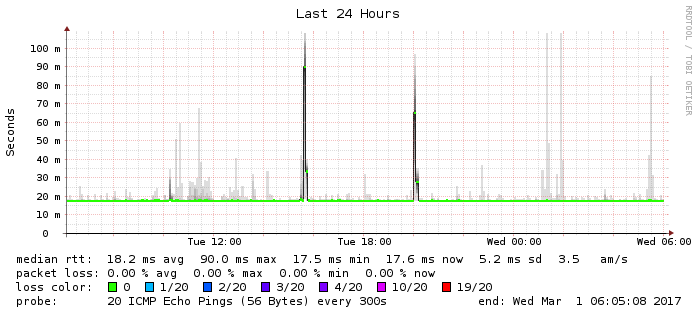 Last 24 Hours
RRDTOOL / TOBI OETIKER
Seconds
100 m
90 m
80 m
70 m
60 m
50 m
40 m
30 m
20 m
10 m
0
Tue 12:00 Tue 18:00 Wed 00:00 Wed 06:00
median rtt: 18.2 ms avg 90.0 ms max 17.5 ms min 17.6 ms now 5.2 ms sd 3.5 am/s
packet loss: 0.00 % avg 0.00 % max 0.00 % min 0.00 % now
loss color: 0 1/20 2/20 3/20 4/20 10/20 19/20
probe: 20 ICMP Echo Pings (56 Bytes) every 300s end: Wed Mar 1 06:05:08 2017